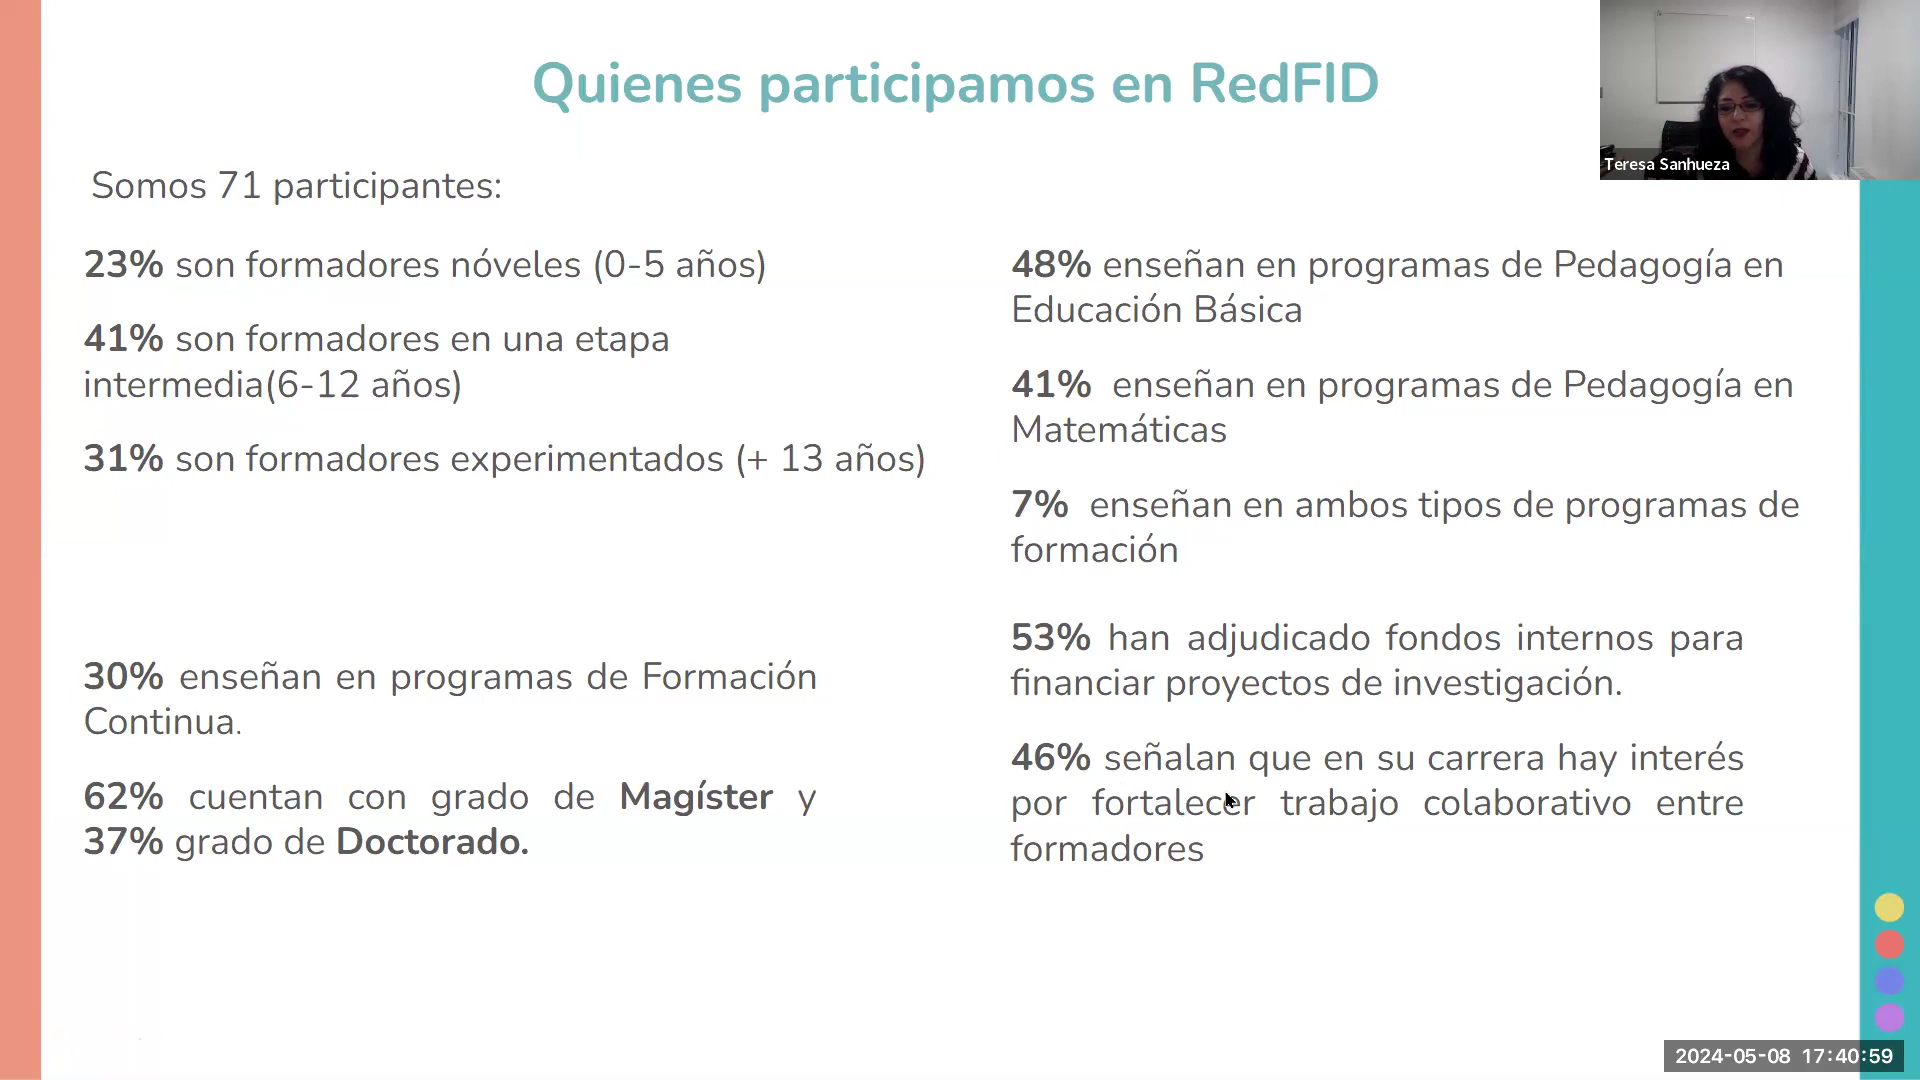 Quienes participamos en RedFID
Teresa Sanhueza
Somos 71 participantes:
23% son formadores nóveles (0-5 años)
41% son formadores en una etapa
intermedia(6-12 años)
31% son formadores experimentados (+ 13 años)
30% enseñan en programas de Formación
Continua.
62% cuentan con grado de Magíster y
37% grado de Doctorado.
48% enseñan en programas de Pedagogía en
Educación Básica
41% enseñan en programas de Pedagogía en
Matemáticas
7% enseñan en ambos tipos de programas de
formación
53% han adjudicado fondos internos para
financiar proyectos de investigación.
46% señalan que en su carrera hay interés
por fortalecer trabajo colaborativo entre
formadores
2024-05-08 17:40:59